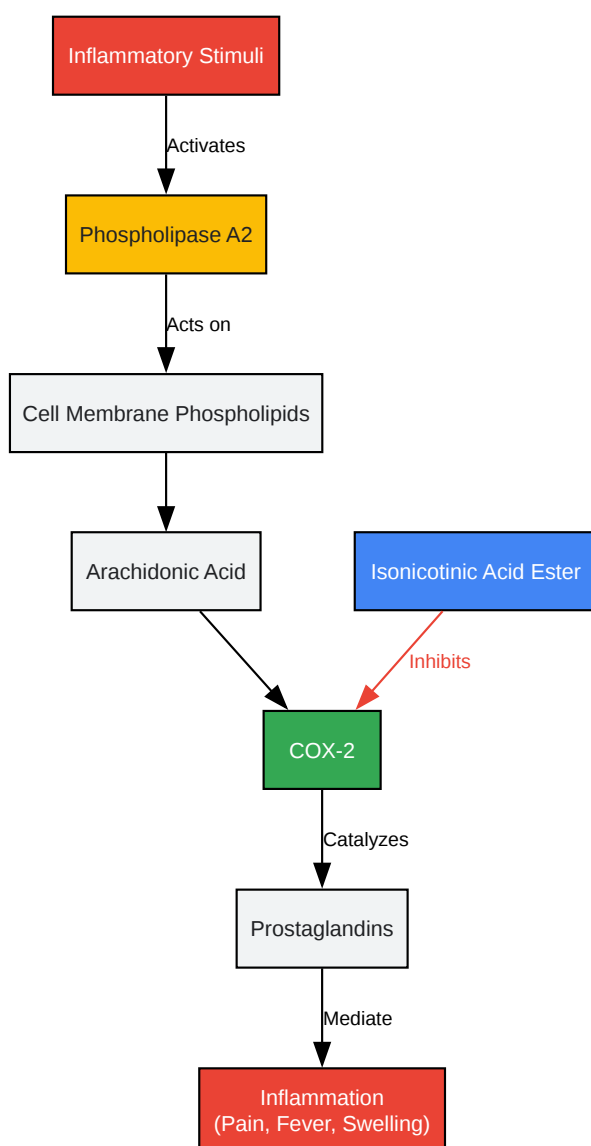 Inflammatory Stimuli
Activates
Phospholipase A2
Acts on
Cell Membrane Phospholipids
Arachidonic Acid
Isonicotinic Acid Ester
Inhibits
COX-2
Catalyzes
Prostaglandins
Mediate
Inflammation
(Pain, Fever, Swelling)